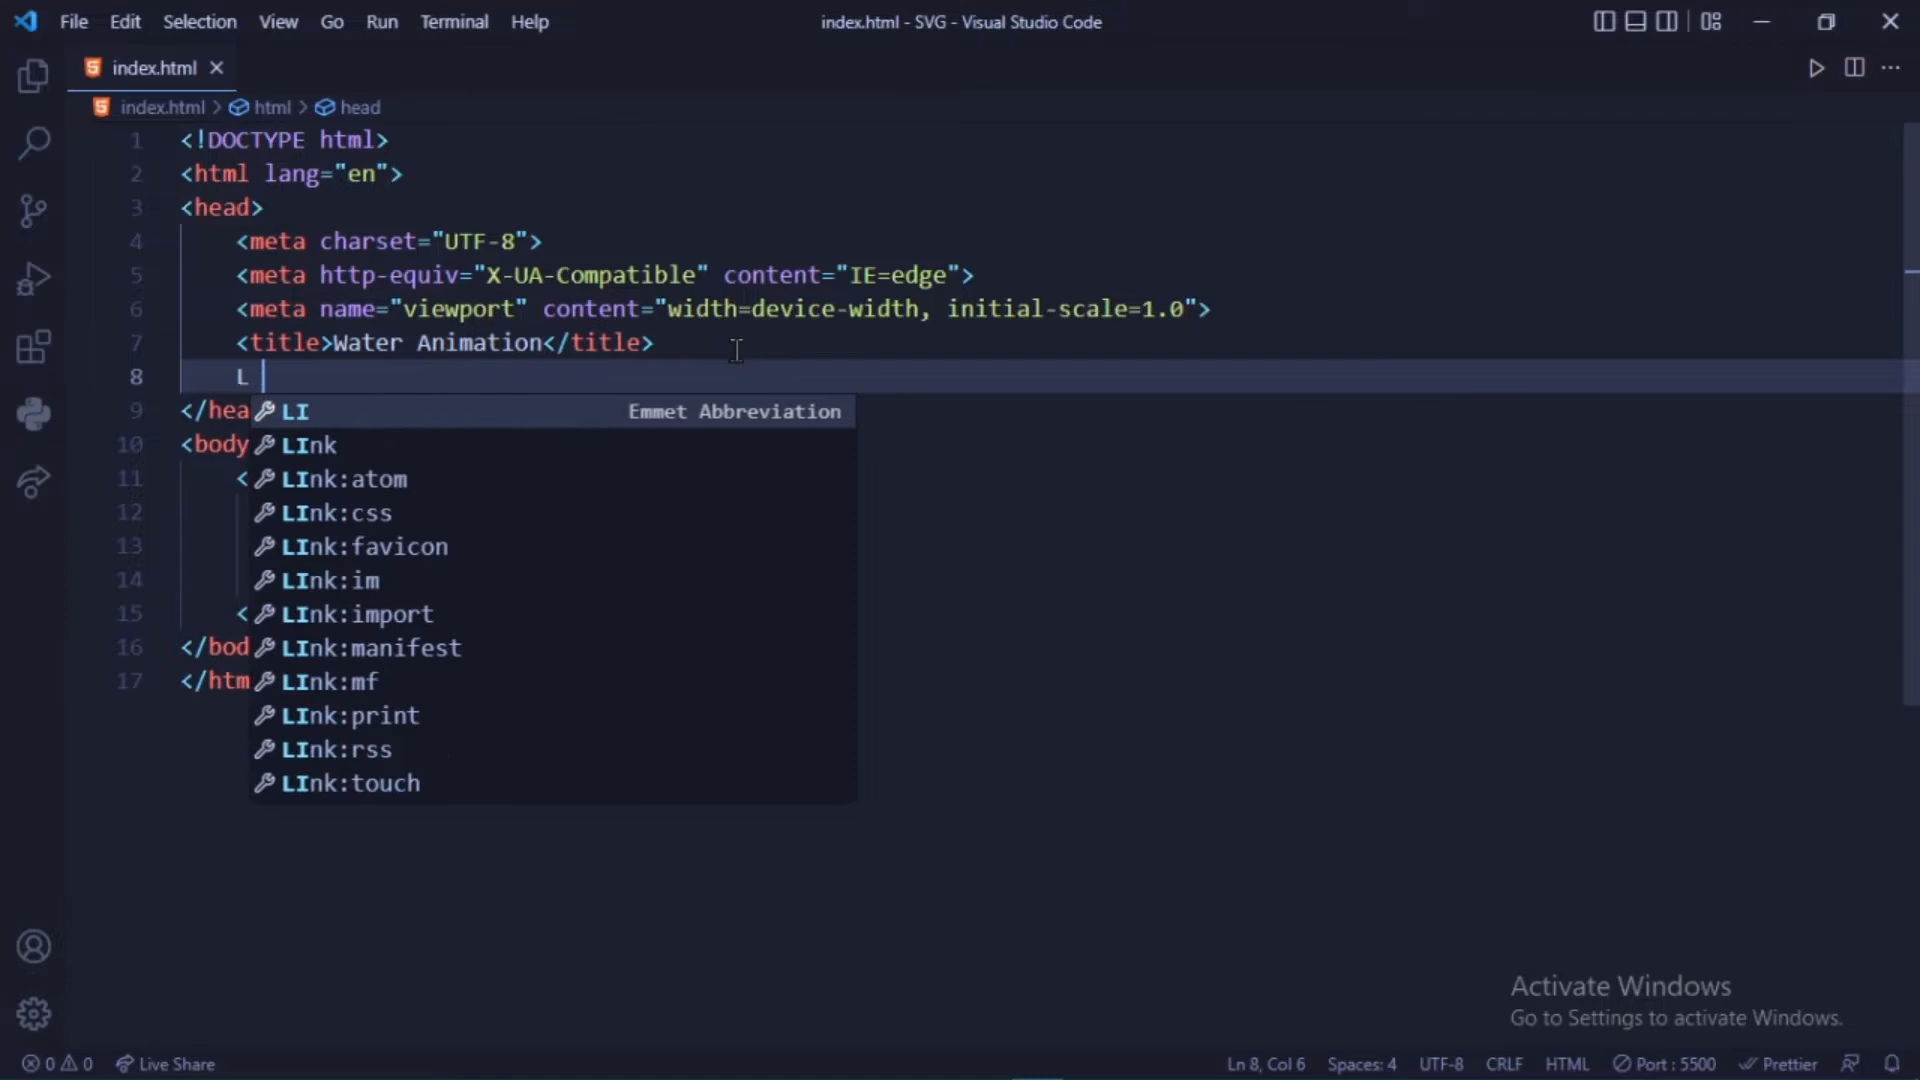 File Edit Selection View Go Run Terminal Help
index.html - SVG - Visual Studio Code
index.html
index.html > html > head
1 <!DOCTYPE html>
2 <html lang="en">
3 <head>
4 <meta charset="UTF-8">
5 <meta http-equiv="X-UA-Compatible" content="IE=edge">
6 <meta name="viewport" content="width=device-width, initial-scale=1.0">
7 <title>Water Animation</title>
8 L
9 </hea LI Emmet Abbreviation
10 <body LInk
11 < LInk:atom
12 LInk:css
13 LInk:favicon
14 LInk:im
15 < LInk:import
16 </bod LInk:manifest
17 </htm LInk:mf
LInk:print
LInk:rss
LInk:touch
Activate Windows
Go to Settings to activate Windows.
0 0 Live Share Ln 8, Col 6 Spaces: 4 UTF-8 CRLF HTML Port : 5500 Prettier